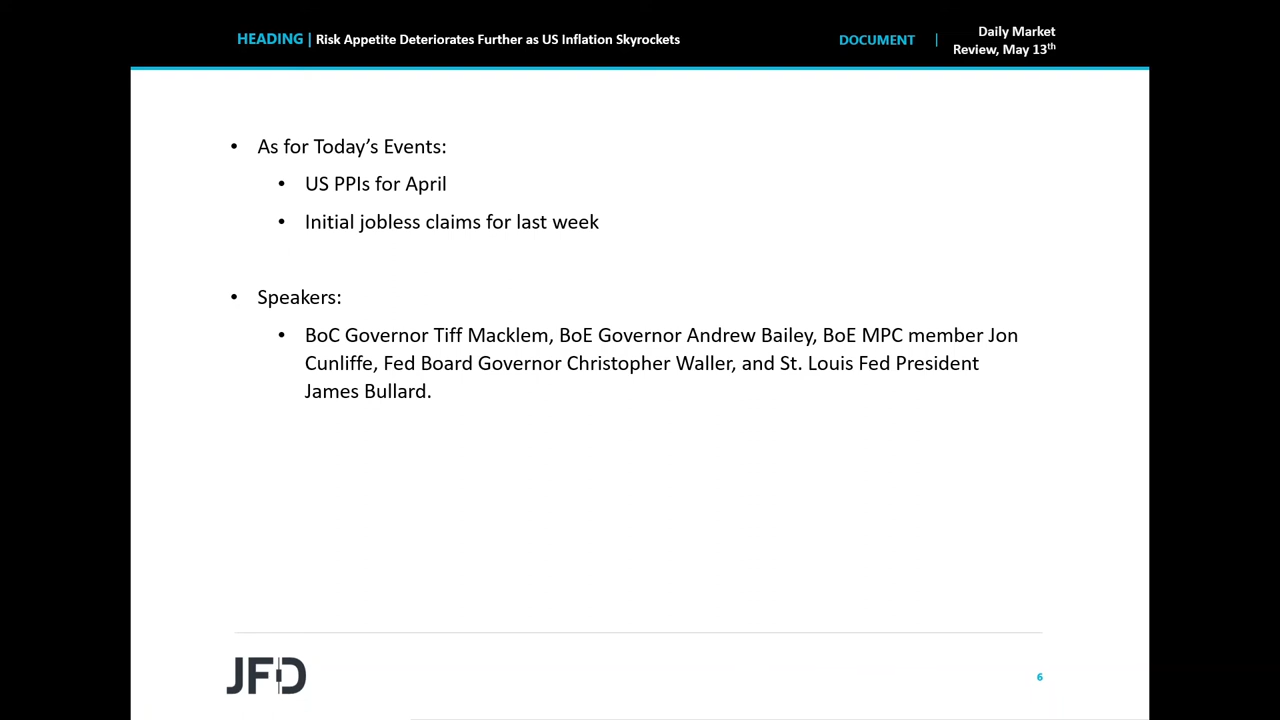 HEADING | Risk Appetite Deteriorates Further as US Inflation Skyrockets
DOCUMENT |
Daily Market
Review, May 13th
• As for Today’s Events:
• US PPIs for April
• Initial jobless claims for last week
• Speakers:
• BoC Governor Tiff Macklem, BoE Governor Andrew Bailey, BoE MPC member Jon
Cunliffe, Fed Board Governor Christopher Waller, and St. Louis Fed President
James Bullard.
JFD
6